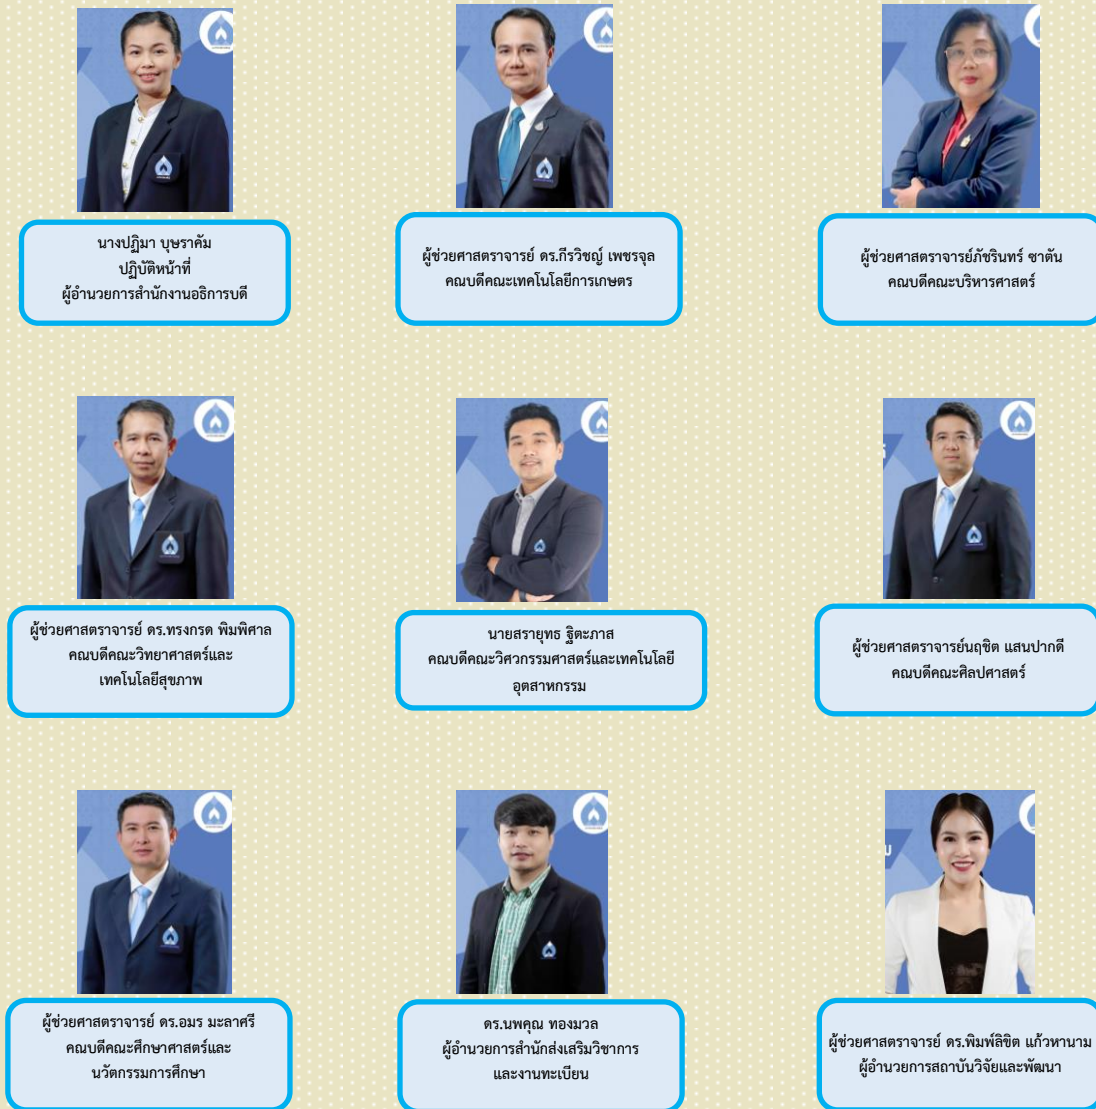 นางปฏิมา บุษราคัม
ปฏิบัติหน้าที่
ผู้อำนวยการสำนักงานอธิการบดี
ผู้ช่วยศาสตราจารย์ ดร.กีรวิชญ์ เพชรจุล
คณบดีคณะเทคโนโลยีการเกษตร
ผู้ช่วยศาสตราจารย์ภัชรินทร์ ซาตัน
คณบดีคณะบริหารศาสตร์
ผู้ช่วยศาสตราจารย์ ดร.ทรงกรด พิมพิศาล
คณบดีคณะวิทยาศาสตร์และ
เทคโนโลยีสุขภาพ
นายสรายุทธ ฐิตะภาส
คณบดีคณะวิศวกรรมศาสตร์และเทคโนโลยี
อุตสาหกรรม
ผู้ช่วยศาสตราจารย์นฤชิต แสนปากดี
คณบดีคณะศิลปศาสตร์
ผู้ช่วยศาสตราจารย์ ดร.อมร มะลาศรี
คณบดีคณะศึกษาศาสตร์และ
นวัตกรรมการศึกษา
ดร.นพคุณ ทองมวล
ผู้อำนวยการสำนักส่งเสริมวิชาการ
และงานทะเบียน
ผู้ช่วยศาสตราจารย์ ดร.พิมพ์ลิขิต แก้วหานาม
ผู้อำนวยการสถาบันวิจัยและพัฒนา